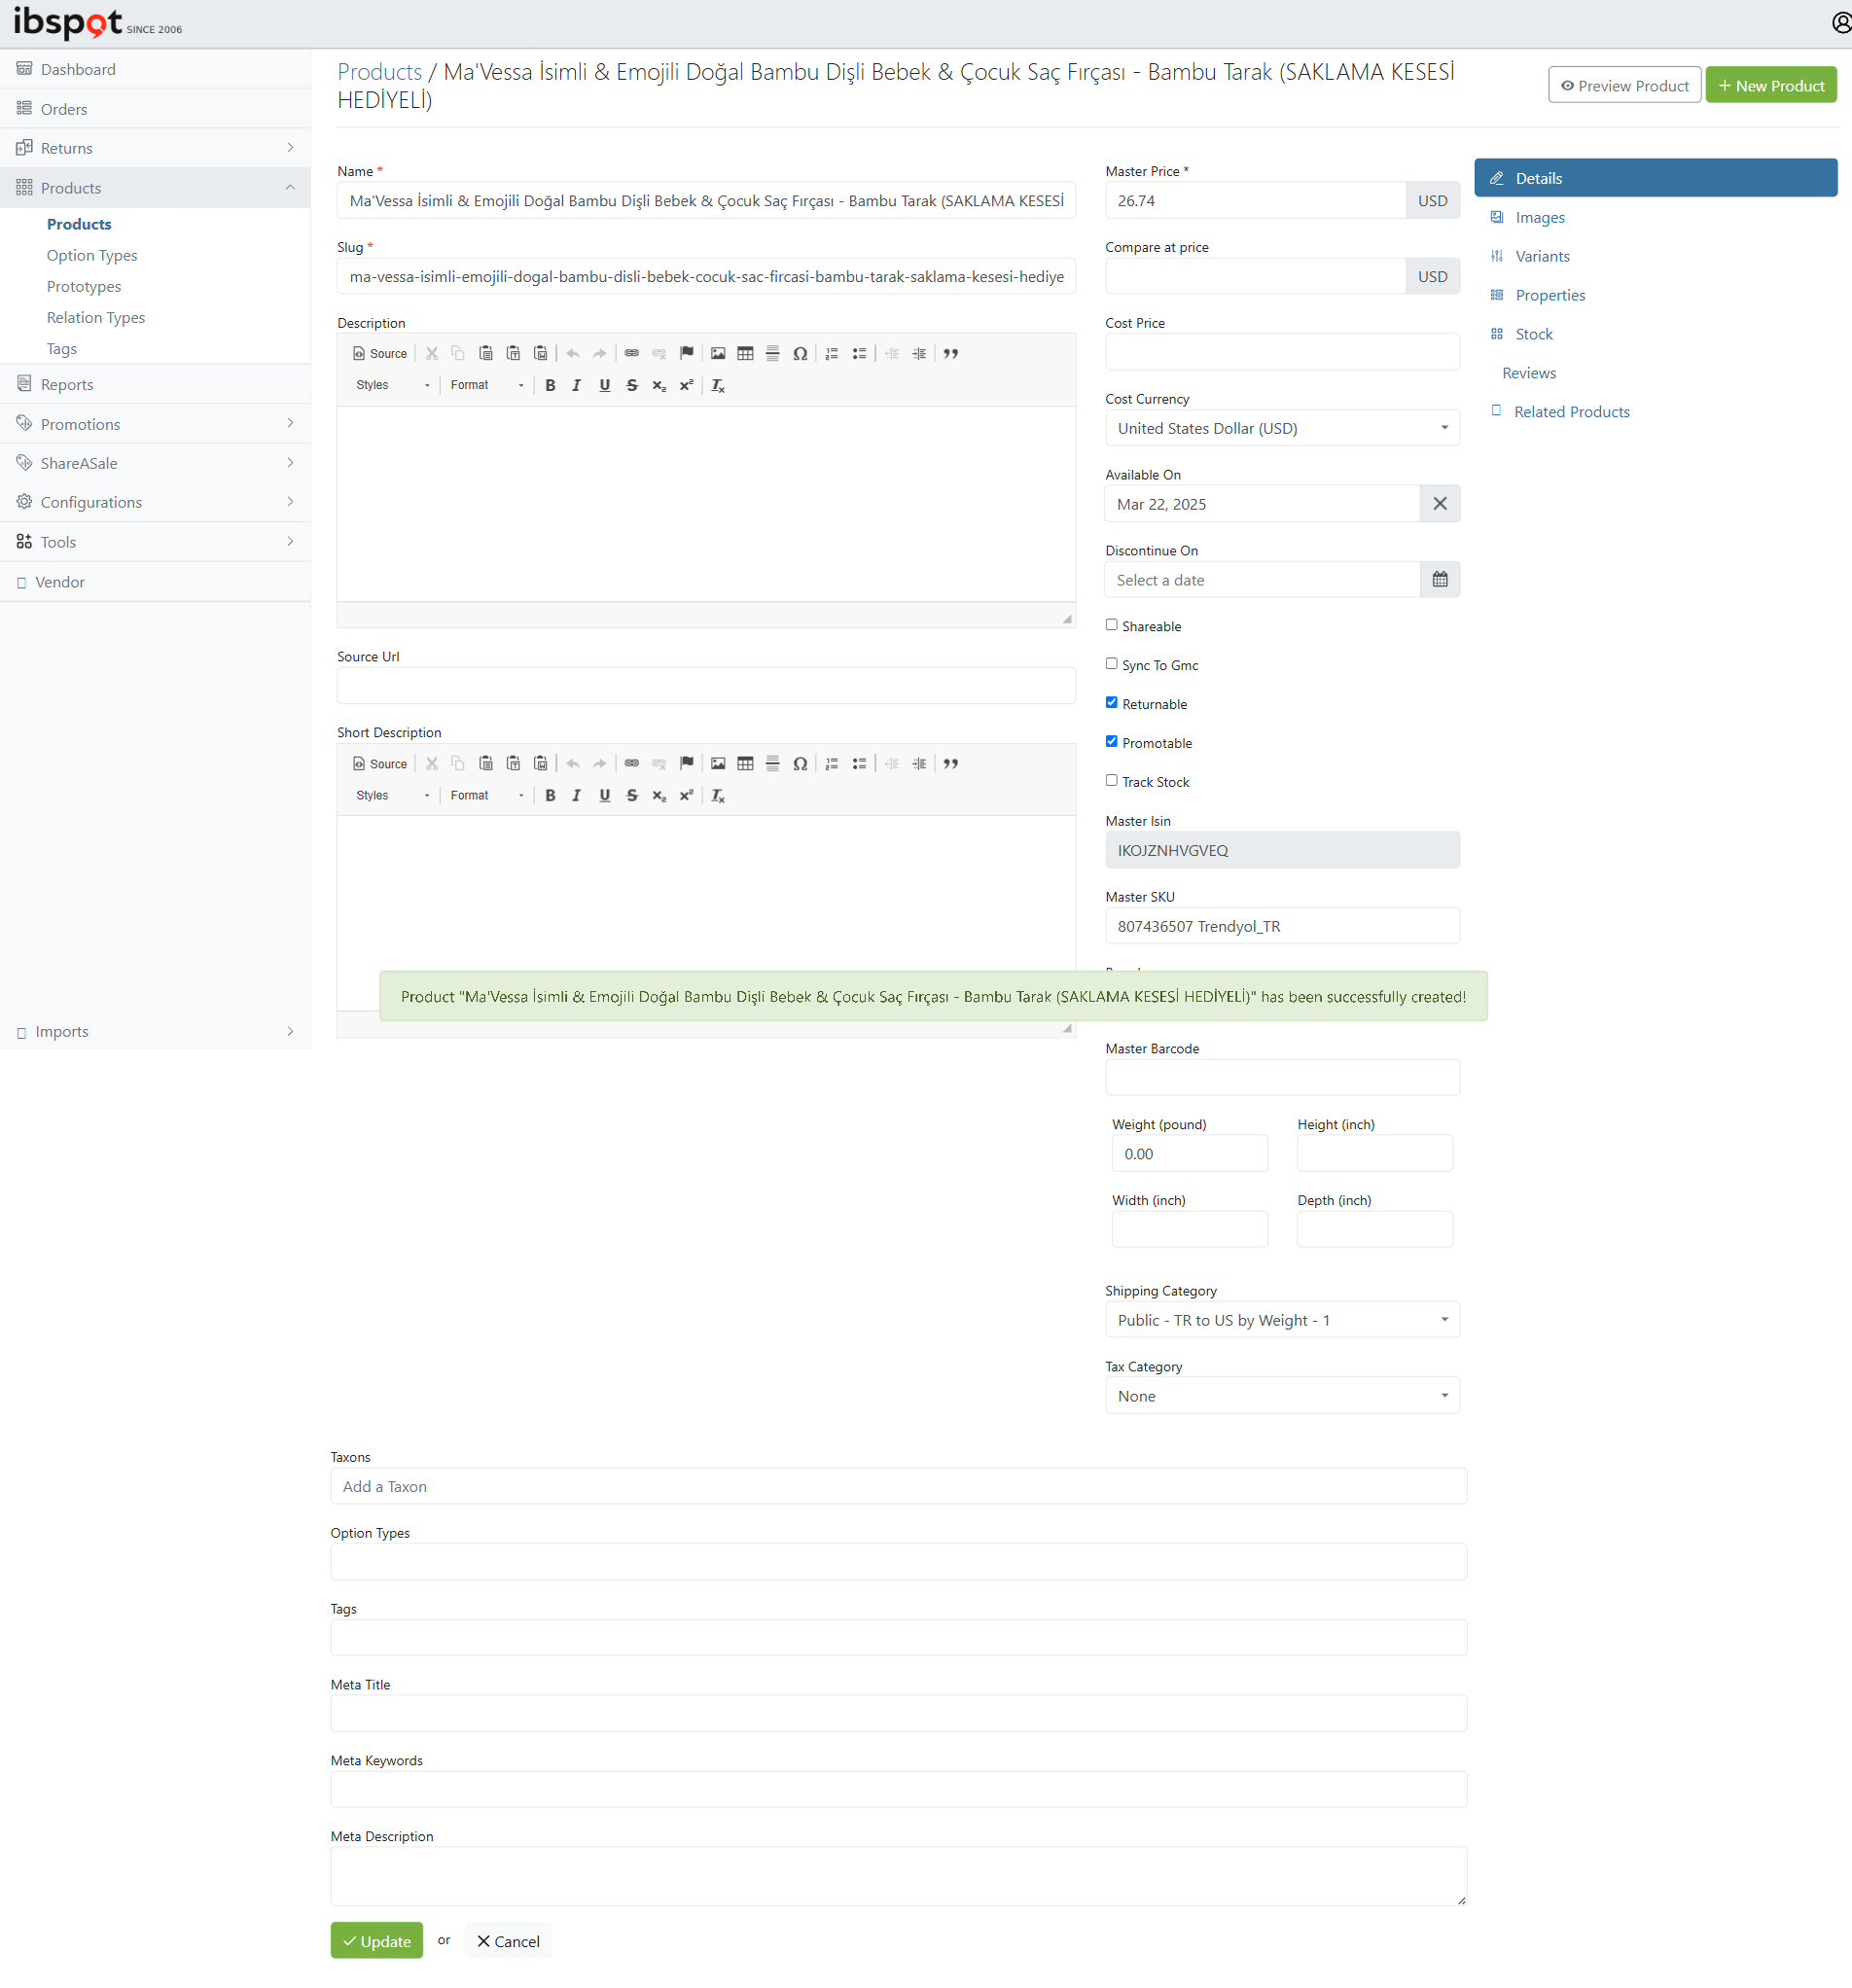 ibspot SINCE 2006
Dashboard
Orders
Returns
Products
Products
Option Types
Prototypes
Relation Types
Tags
Reports
Promotions
ShareASale
Configurations
Tools
Vendor
Imports
Products / Ma'Vessa İsimli & Emojili Doğal Bambu Dişli Bebek & Çocuk Saç Fırçası - Bambu Tarak (SAKLAMA KESESİ
HEDİYELİ)
Preview Product
New Product
Name *
Ma'Vessa İsimli & Emojili Doğal Bambu Dişli Bebek & Çocuk Saç Fırçası - Bambu Tarak (SAKLAMA KESESİ
Slug *
ma-vessa-isimli-emojili-dogal-bambu-disli-bebek-cocuk-sac-fircasi-bambu-tarak-saklama-kesesi-hediye
Description
Source
Styles Format
Source Url
Short Description
Source
Styles Format
Master Price *
26.74 USD
Compare at price
USD
Cost Price
Cost Currency
United States Dollar (USD)
Available On
Mar 22, 2025
Discontinue On
Select a date
Shareable
Sync To Gmc
Returnable
Promotable
Track Stock
Master Isin
IKOJZNHVGVEQ
Master SKU
807436507 Trendyol_TR
Product "Ma'Vessa İsimli & Emojili Doğal Bambu Dişli Bebek & Çocuk Saç Fırçası - Bambu Tarak (SAKLAMA KESESİ HEDİYELİ)" has been successfully created!
Master Barcode
Weight (pound) Height (inch)
0.00
Width (inch) Depth (inch)
Shipping Category
Public - TR to US by Weight - 1
Tax Category
None
Details
Images
Variants
Properties
Stock
Reviews
Related Products
Taxons
Add a Taxon
Option Types
Tags
Meta Title
Meta Keywords
Meta Description
Update or Cancel